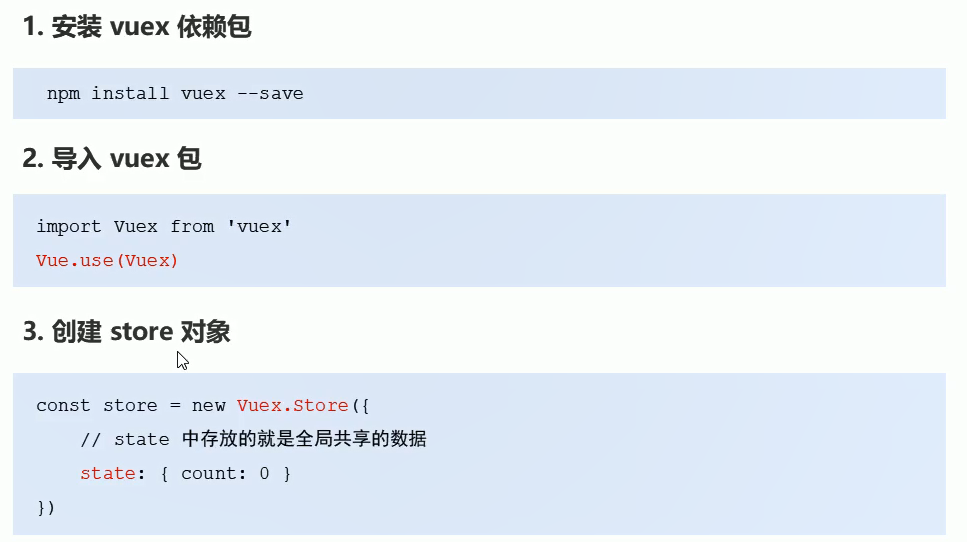 1. 安装 vuex 依赖包
npm install vuex --save
2. 导入 vuex 包
import Vuex from 'vuex'
Vue.use(Vuex)
3. 创建 store 对象
const store = new Vuex.Store({
// state 中存放的就是全局共享的数据
state: { count: 0 }
})